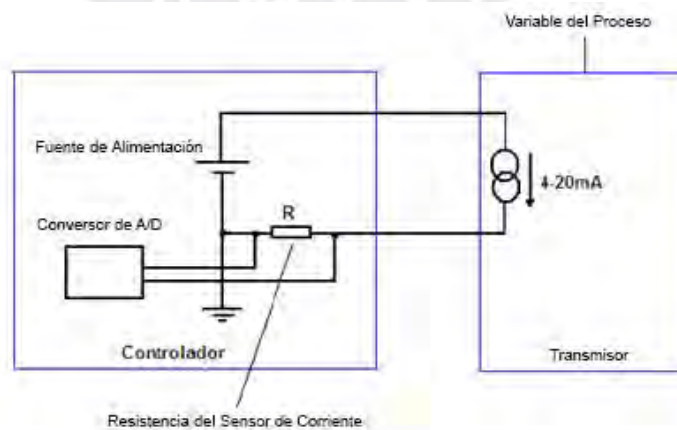 Variable del Proceso
Fuente de Alimentación
4-20mA
R
Conversor de A/D
Controlador
Transmisor
Resistencia del Sensor de Corriente